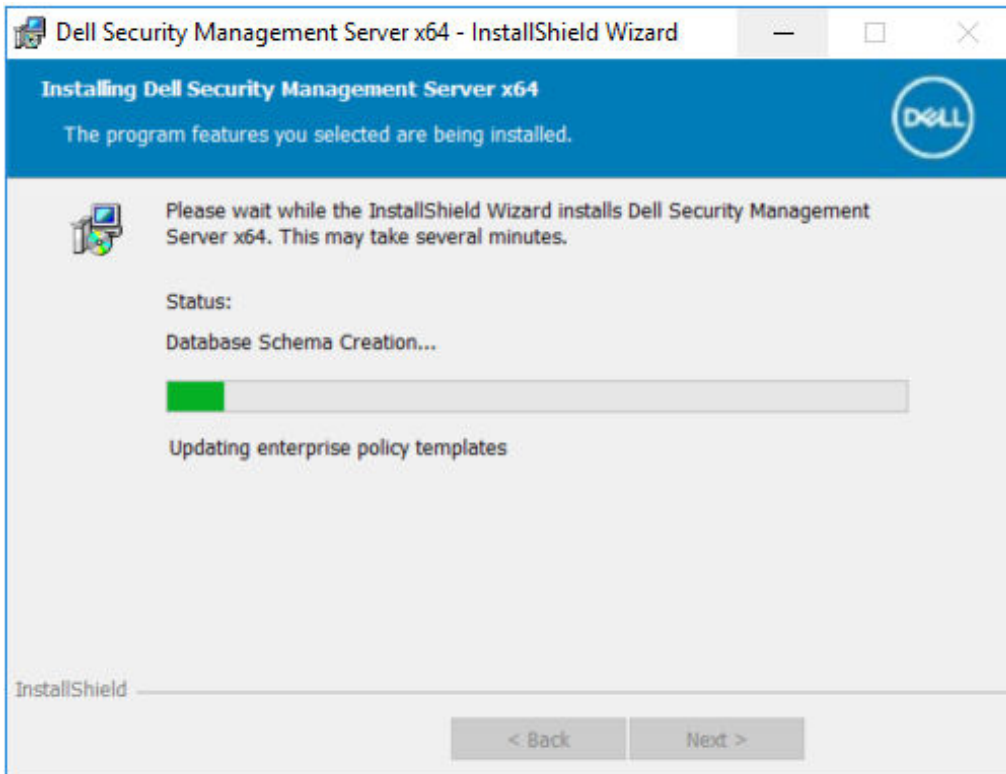 Dell Security Management Server x64 - InstallShield Wizard
Installing Dell Security Management Server x64
The program features you selected are being installed.
DELL
Please wait while the InstallShield Wizard installs Dell Security Management
Server x64. This may take several minutes.
Status:
Database Schema Creation...
Updating enterprise policy templates
InstallShield
< Back
Next >